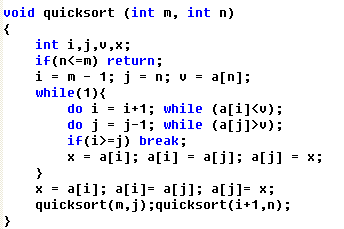 void quicksort (int m, int n)
{
    int i,j,v,x;
    if(n<=m) return;
    i = m - 1; j = n; v = a[n];
    while(1){
        do i = i+1; while (a[i]<v);
        do j = j-1; while (a[j]>v);
        if(i>=j) break;
        x = a[i]; a[i] = a[j]; a[j] = x;
    }
    x = a[i]; a[i]= a[j]; a[j]= x;
    quicksort(m,j);quicksort(i+1,n);
}